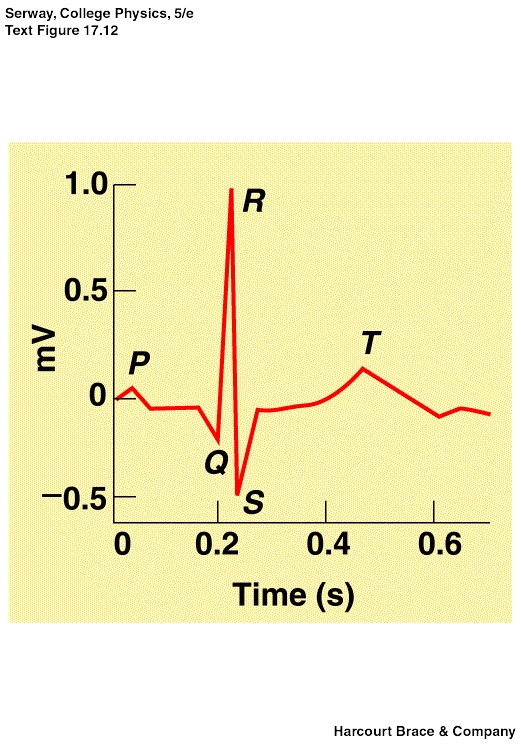 Serway, College Physics, 5/e
Text Figure 17.12
1.0
R
0.5
mV
P
T
0
Q
S
−0.5
0 0.2 0.4 0.6
Time (s)
Harcourt Brace & Company